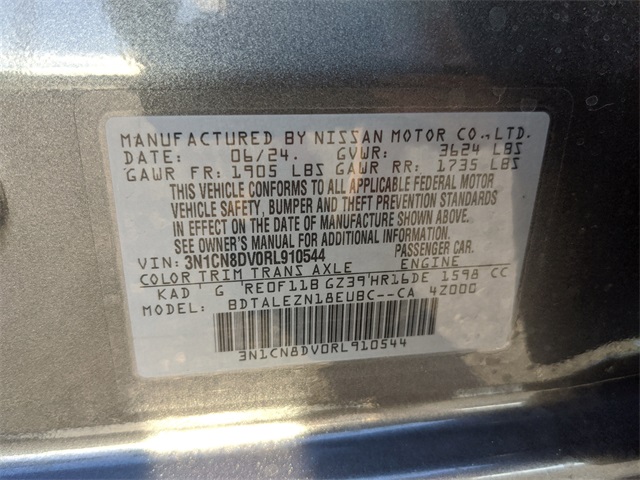 MANUFACTURED BY NISSAN MOTOR CO.,LTD.
DATE: 06/24. GVWR: 3624 LBS
GAWR FR: 1905 LBS GAWR RR: 1735 LBS
THIS VEHICLE CONFORMS TO ALL APPLICABLE FEDERAL MOTOR
VEHICLE SAFETY, BUMPER AND THEFT PREVENTION STANDARDS
IN EFFECT ON THE DATE OF MANUFACTURE SHOWN ABOVE.
SEE OWNER'S MANUAL FOR ADDITIONAL INFORMATION.
VIN: 3N1CN8DV0RL910544 PASSENGER CAR.
COLOR TRIM TRANS AXLE ENGINE
KAD' G 'RE0F11B GZ39'HR16DE 1598 CC
MODEL: BDTALEZN18EUBC--CA 4Z000
3N1CN8DV0RL910544